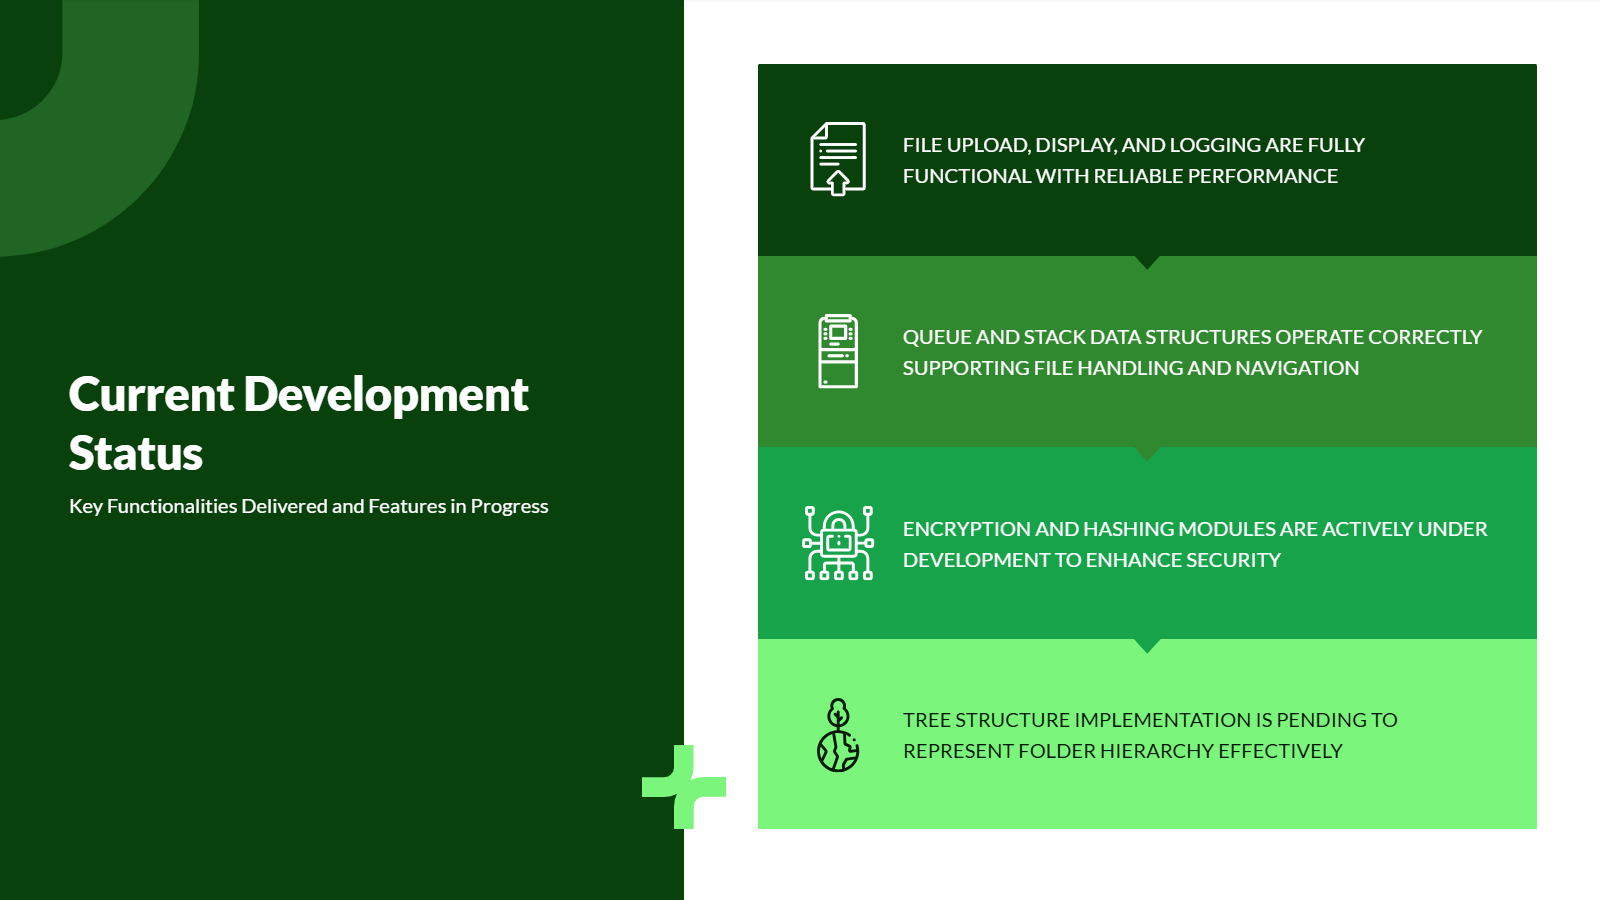 Current Development
Status
Key Functionalities Delivered and Features in Progress
FILE UPLOAD, DISPLAY, AND LOGGING ARE FULLY
FUNCTIONAL WITH RELIABLE PERFORMANCE
QUEUE AND STACK DATA STRUCTURES OPERATE CORRECTLY
SUPPORTING FILE HANDLING AND NAVIGATION
ENCRYPTION AND HASHING MODULES ARE ACTIVELY UNDER
DEVELOPMENT TO ENHANCE SECURITY
TREE STRUCTURE IMPLEMENTATION IS PENDING TO
REPRESENT FOLDER HIERARCHY EFFECTIVELY